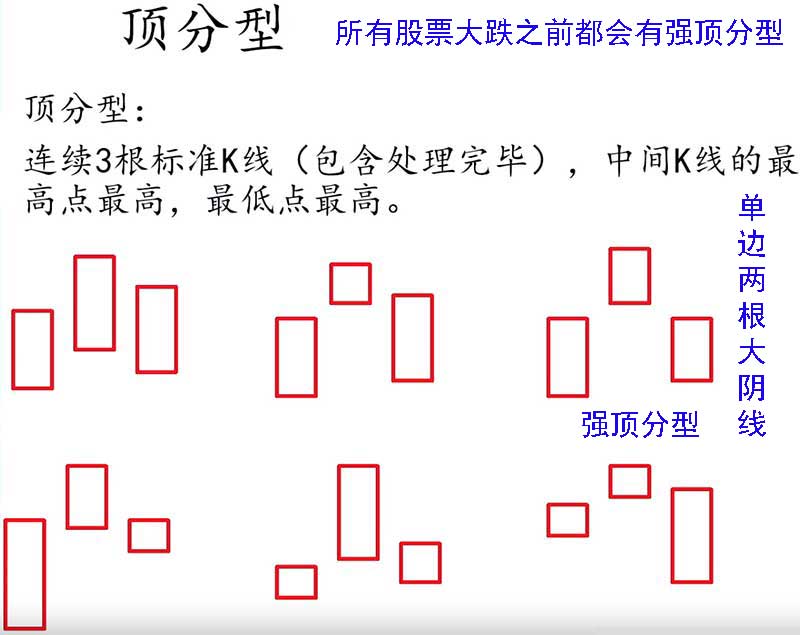 顶分型
所有股票大跌之前都会有强顶分型
顶分型：
连续3根标准K线（包含处理完毕），中间K线的最
高点最高，最低点最高。
单边两根大阴线
强顶分型